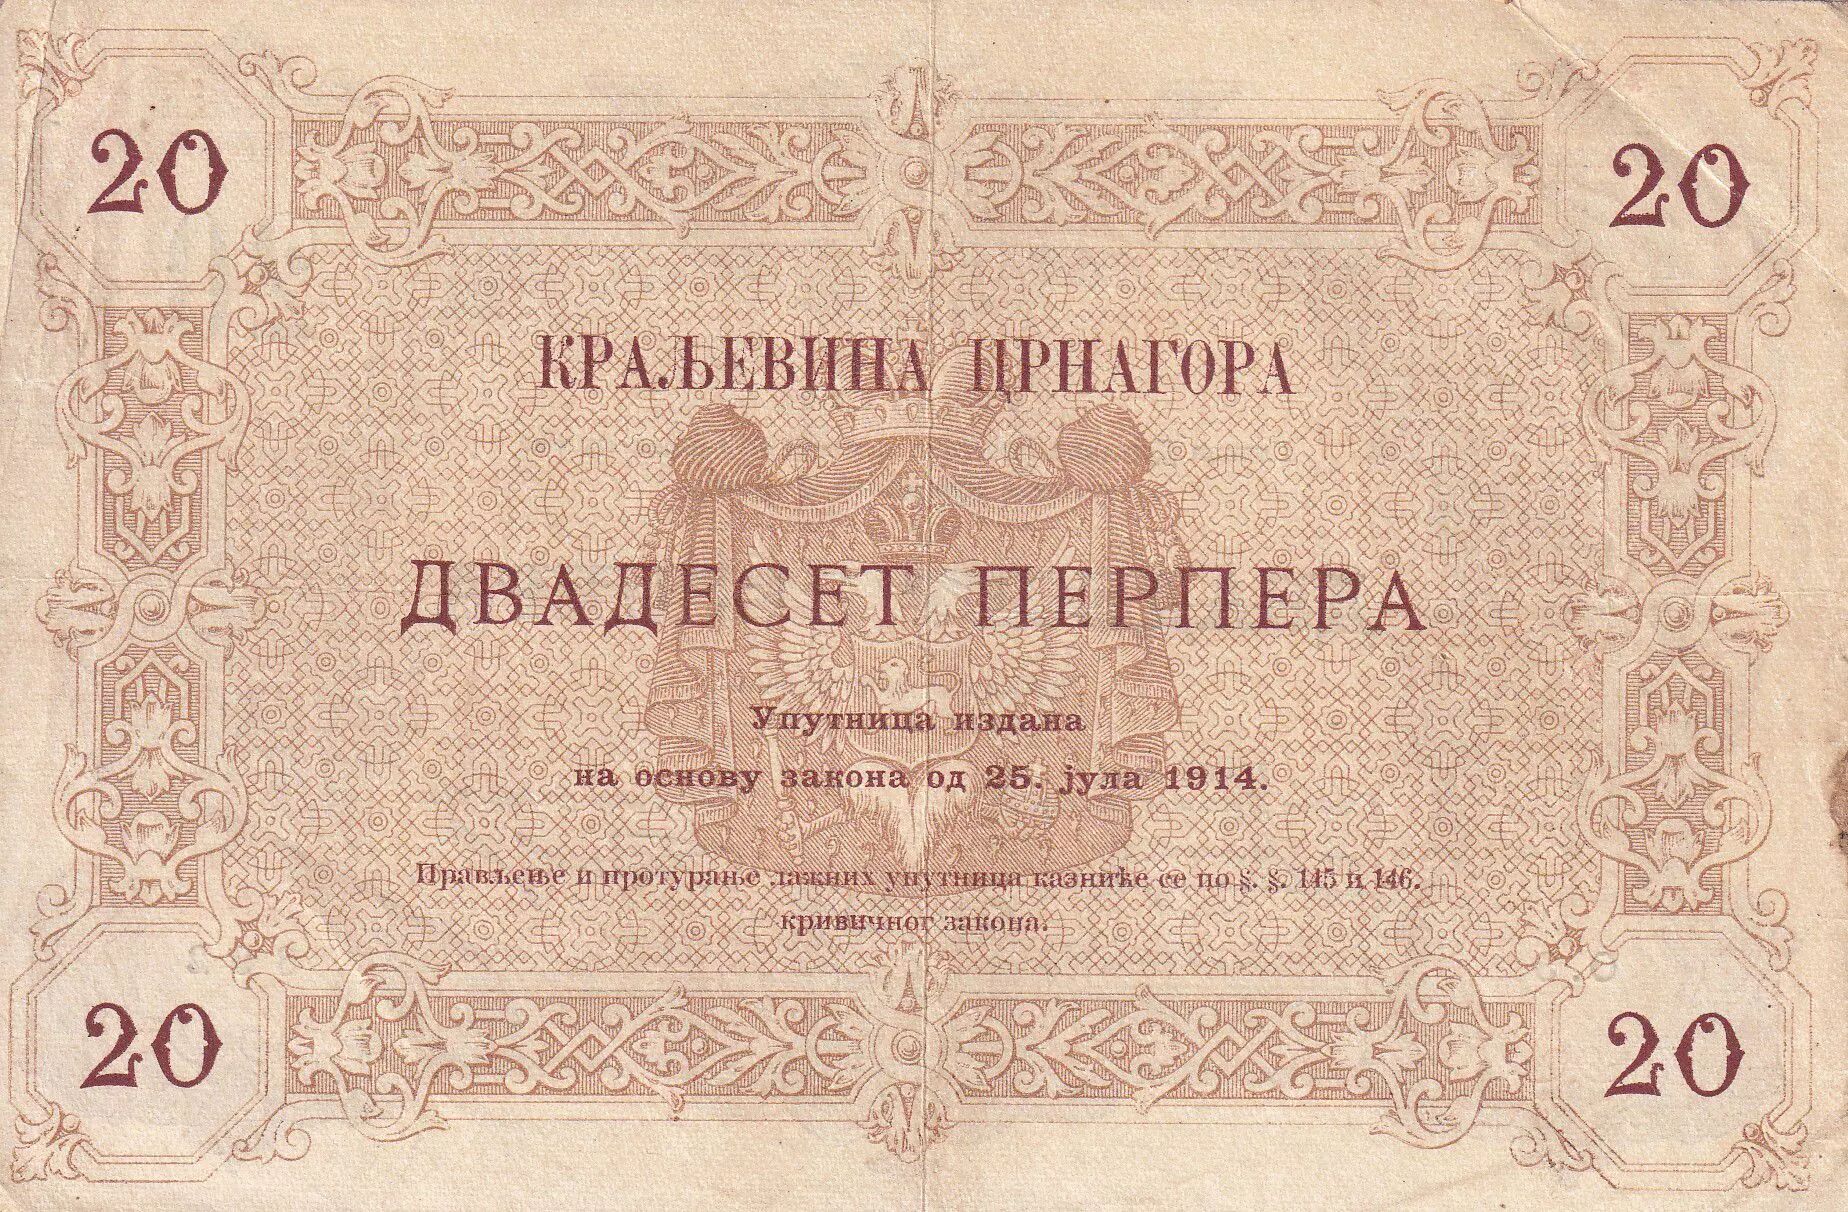 20 20
КРАЉЕВИНА ЦРНАГОРА
ДВАДЕСЕТ ПЕРПЕРА
Упутница издана
на основу закона од 25. јула 1914.
Прављење и протурање лажних упутница казниће се по §. §. 145 и 146.
кривичног закона.
20 20